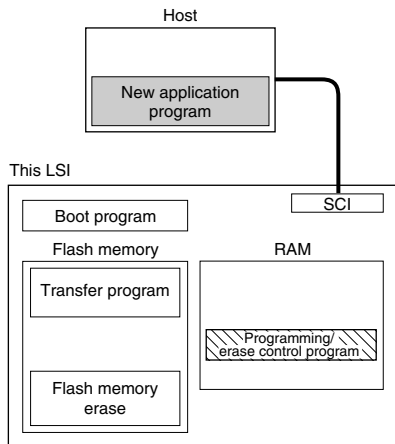 Host
New application
program
This LSI
SCI
Boot program
Flash memory
RAM
Transfer program
Programming/
erase control program
Flash memory
erase